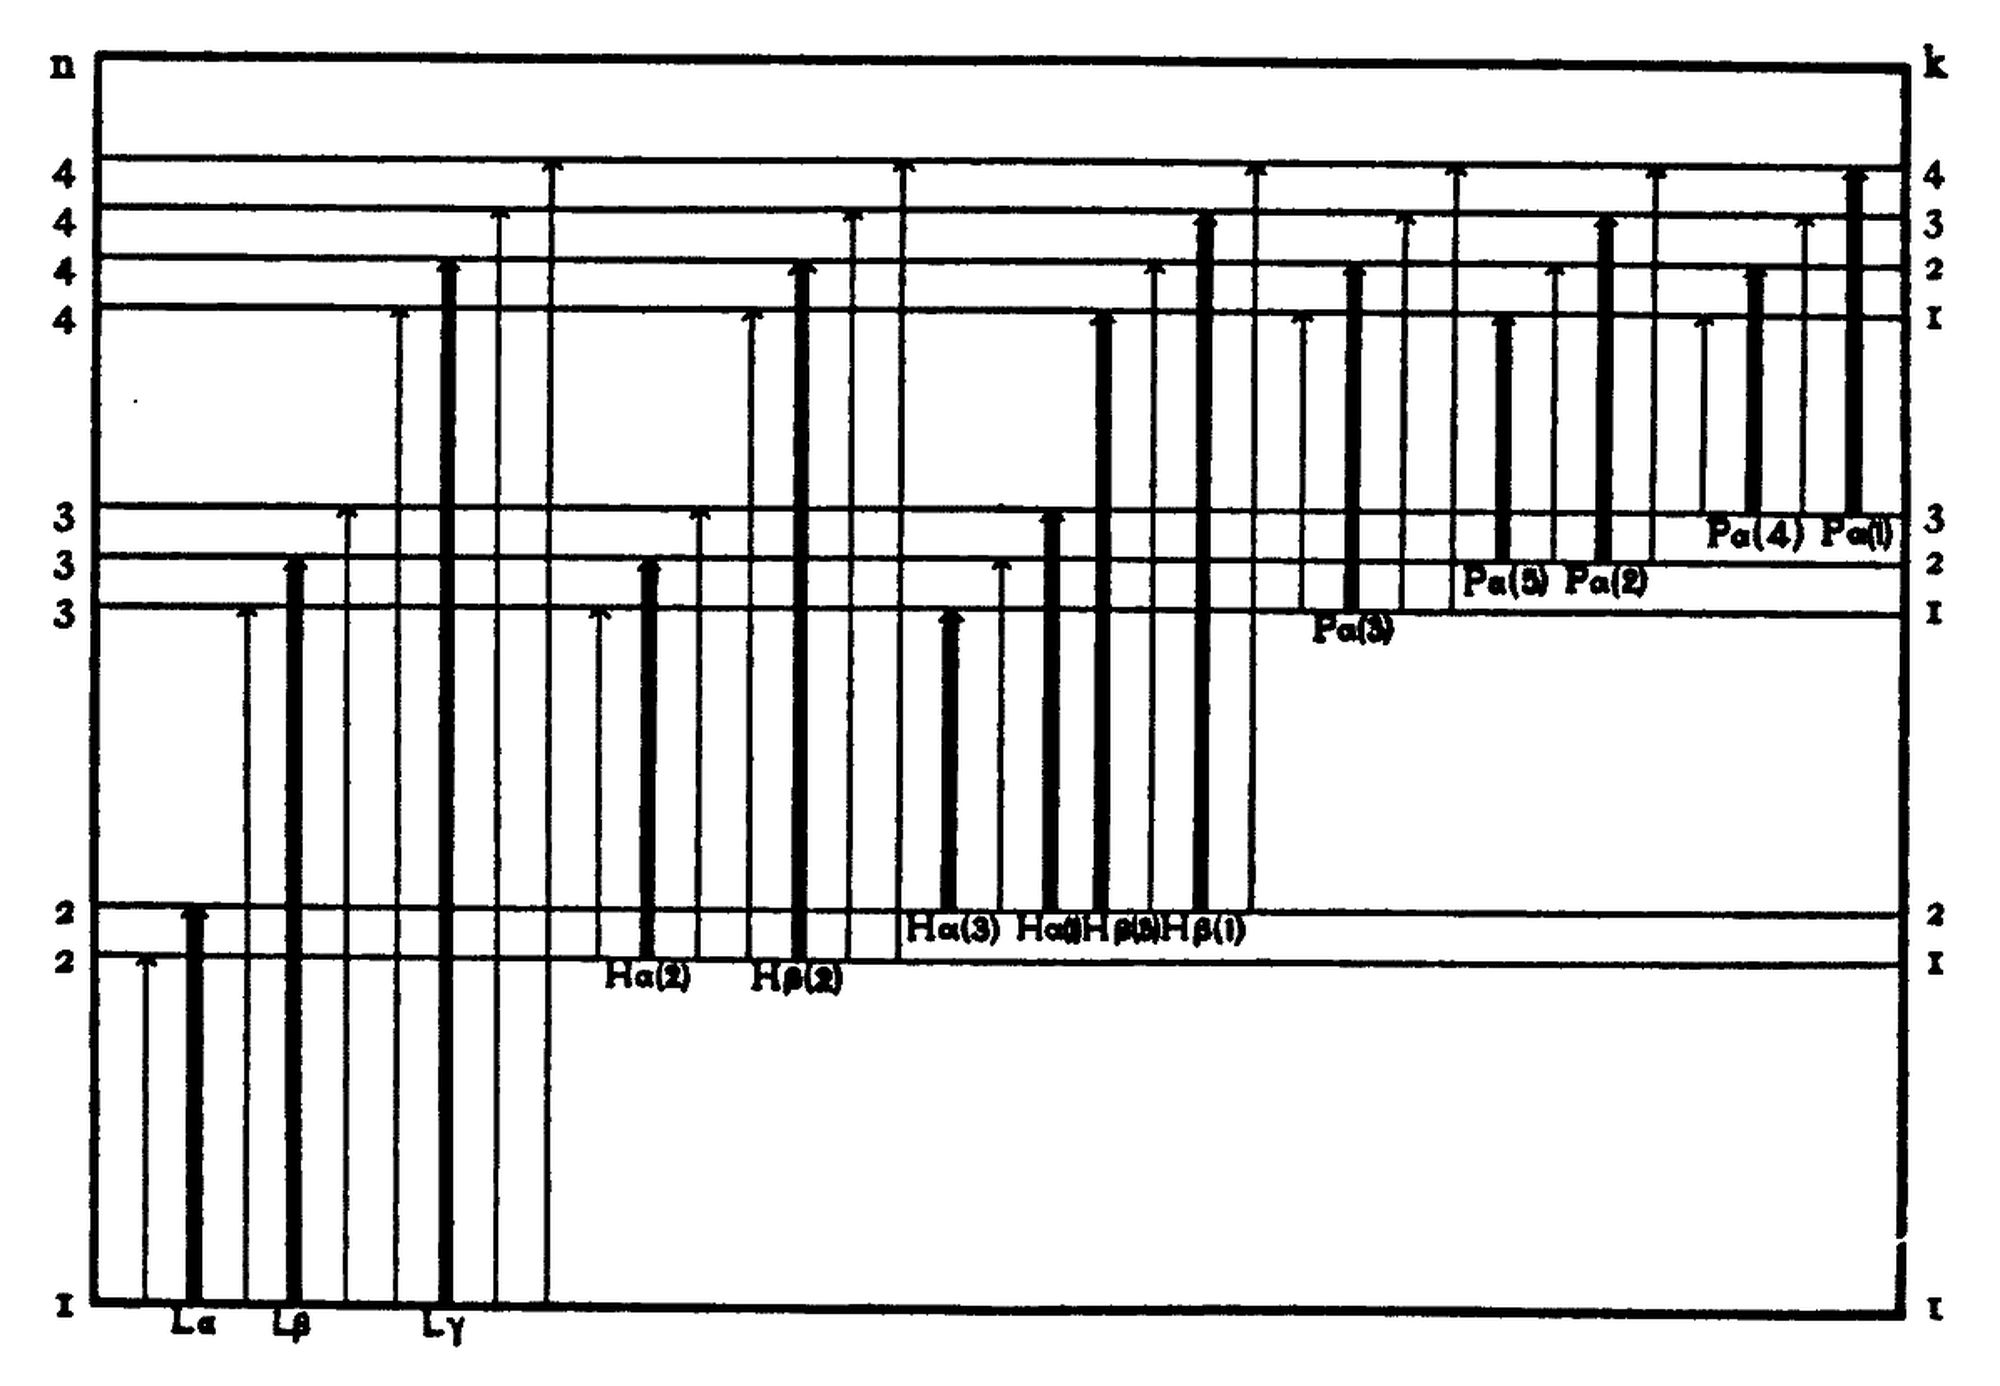 n k
4 4
4 3
4 2
4 I
3 3
Pα(4) Pα(1)
3 2
Pα(5) Pα(2)
3 I
Pα(3)
2 2
Hα(3) Hα(1) Hβ(3) Hβ(1)
2 I
Hα(2) Hβ(2)
I I
Lα Lβ Lγ